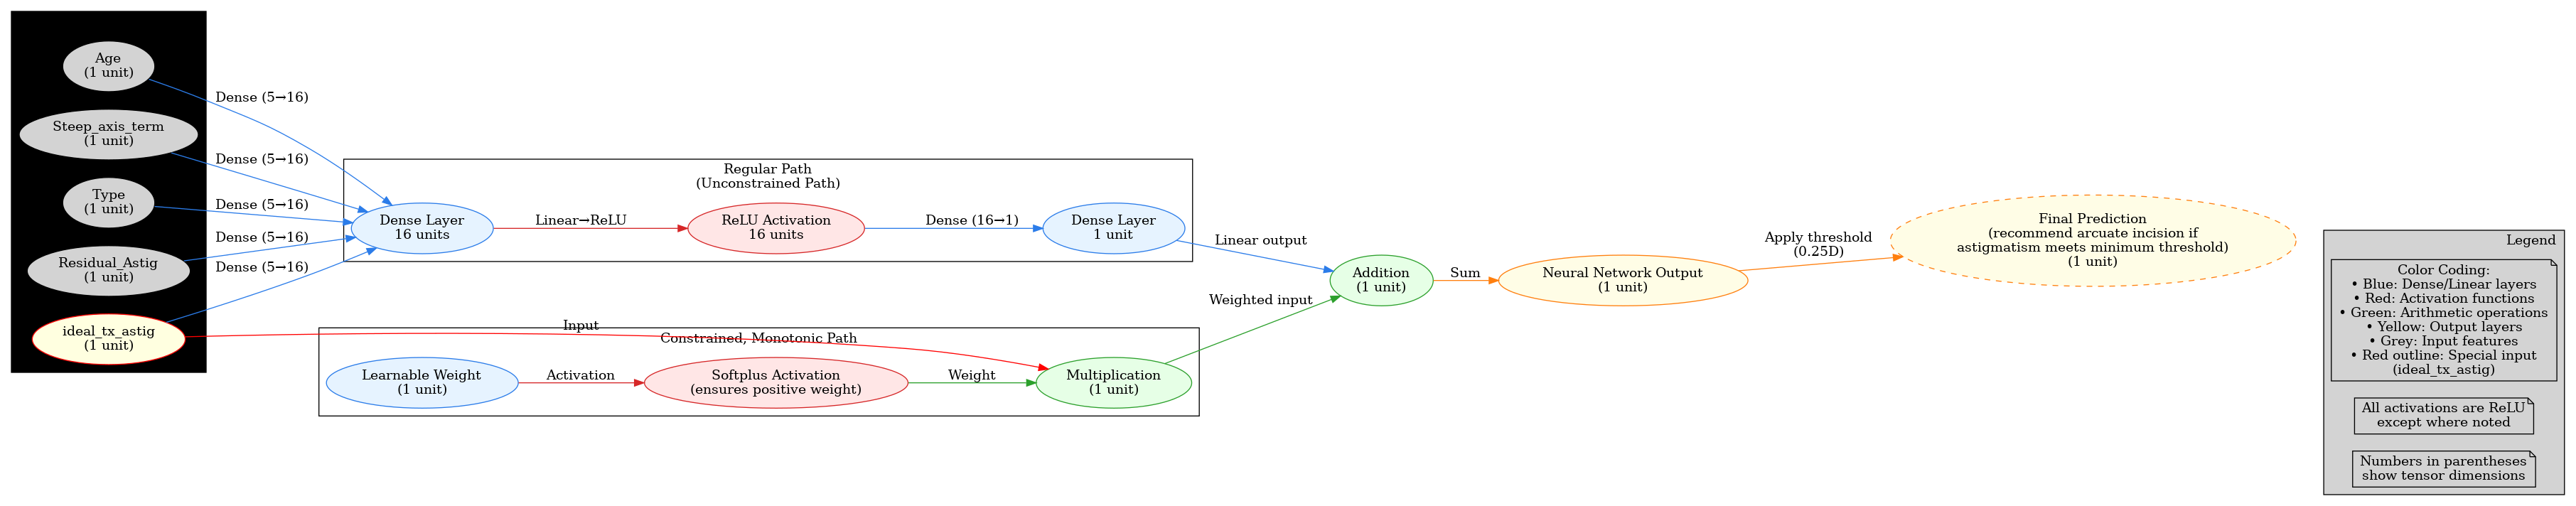 Age
(1 unit)
Steep_axis_term
(1 unit)
Type
(1 unit)
Residual_Astig
(1 unit)
ideal_tx_astig
(1 unit)
Dense (5→16)
Dense (5→16)
Dense (5→16)
Dense (5→16)
Dense (5→16)
Regular Path
(Unconstrained Path)
Dense Layer
16 units
Linear→ReLU
ReLU Activation
16 units
Dense (16→1)
Dense Layer
1 unit
Input
Constrained, Monotonic Path
Learnable Weight
(1 unit)
Activation
Softplus Activation
(ensures positive weight)
Weight
Multiplication
(1 unit)
Linear output
Weighted input
Addition
(1 unit)
Sum
Neural Network Output
(1 unit)
Apply threshold
(0.25D)
Final Prediction
(recommend arcuate incision if
astigmatism meets minimum threshold)
(1 unit)
Legend
Color Coding:
• Blue: Dense/Linear layers
• Red: Activation functions
• Green: Arithmetic operations
• Yellow: Output layers
• Grey: Input features
• Red outline: Special input
(ideal_tx_astig)
All activations are ReLU
except where noted
Numbers in parentheses
show tensor dimensions